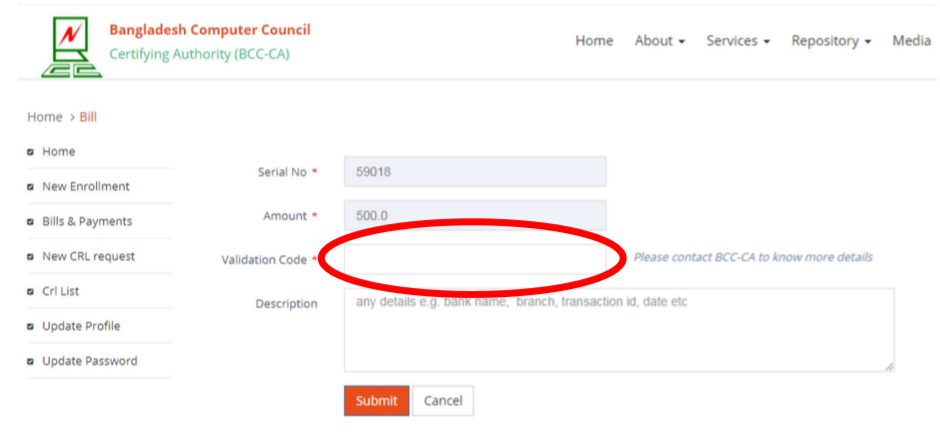 Bangladesh Computer Council
Certifying Authority (BCC-CA)
Home About Services Repository Media
Home > Bill
Home
New Enrollment
Bills & Payments
New CRL request
Crl List
Update Profile
Update Password
Serial No * 59018
Amount * 500.0
Validation Code * Please contact BCC-CA to know more details
Description any details e.g. bank name, branch, transaction id, date etc
Submit Cancel